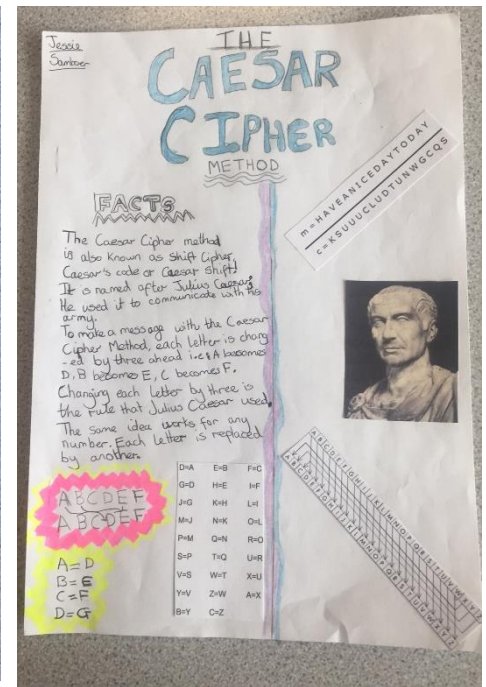 Jessie
THE
CAESAR
CIPHER
METHOD
m=HAVEANICEDAYTODAY
c=KSUUUCLUDTUNWGCQS
FACTS
The Caesar Cipher method
is also known as Shift Cipher,
Caesar's code or Caesar Shift!
It is named after Julius Caesar,
He used it to communicate with his
army.
To make a message with the Caesar
Cipher Method, each letter is chang
-ed by three ahead i.e: A becomes
D, B becomes E, C becomes F.
Changing each letter by three is
the rule that Julius Caesar used.
The same idea works for any
number. Each letter is replaced
by another.
ABCDEF
ABCDEF
A=D
B=E
C=F
D=G
D=A E=B F=C
G=D H=E I=F
J=G K=H L=I
M=J N=K O=L
P=M Q=N R=O
S=P T=Q U=R
V=S W=T X=U
Y=V Z=W A=X
B=Y C=Z
A B C D E F G H I J K L M N O P Q R S T U V W X Y Z
A B C D E F G H I J K L M N O P Q R S T U V W X Y Z